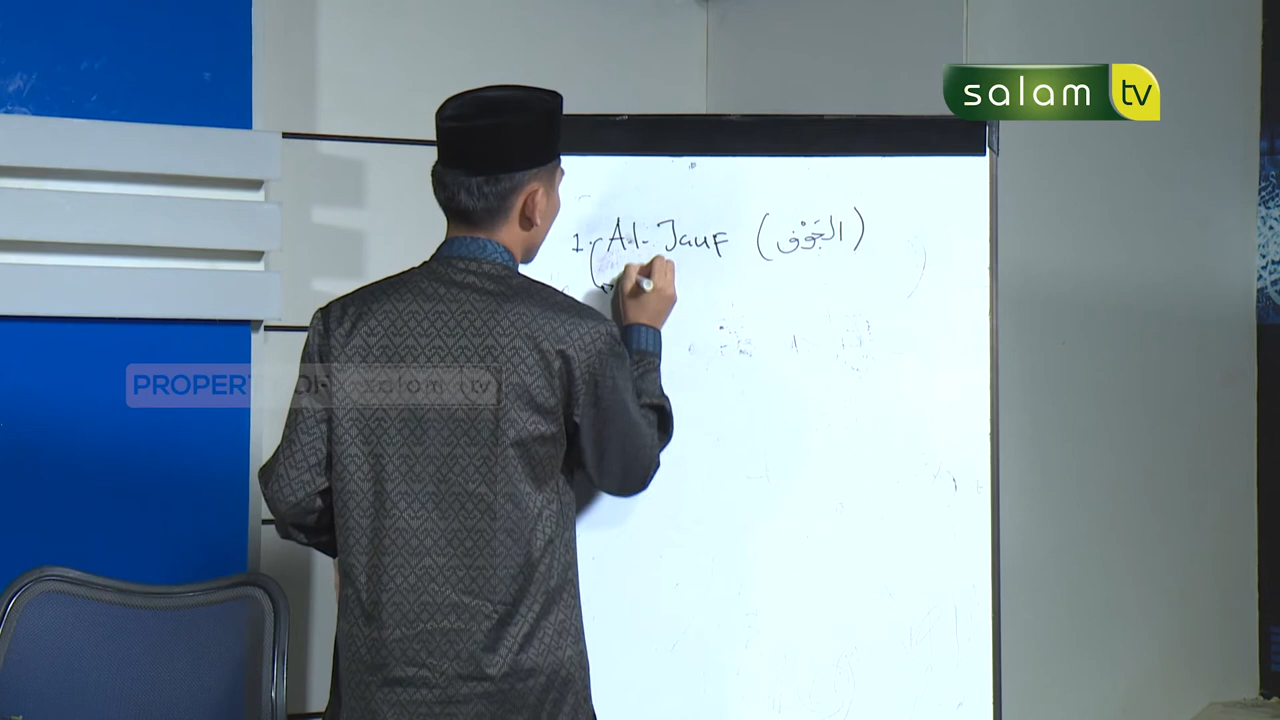 salam tv
1. Al-Jauf (الجَوْف)
PROPERTY OF salam tv